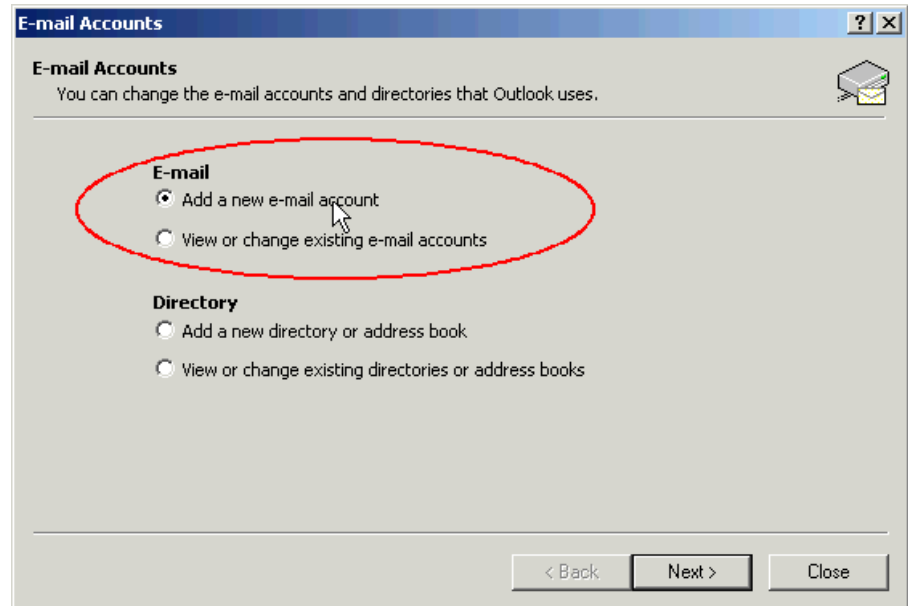 E-mail Accounts
E-mail Accounts
You can change the e-mail accounts and directories that Outlook uses.
E-mail
Add a new e-mail account
View or change existing e-mail accounts
Directory
Add a new directory or address book
View or change existing directories or address books
< Back
Next >
Close